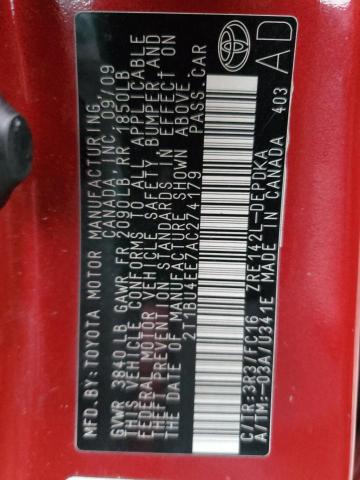 MFD. BY: TOYOTA MOTOR MANUFACTURING
CANADA, INC. 09/09
GVWR 3840LB GAWR FR 2090LB RR 1850LB
THIS VEHICLE CONFORMS TO ALL APPLICABLE
FEDERAL MOTOR VEHICLE SAFETY, BUMPER AND
THEFT PREVENTION STANDARDS IN EFFECT ON
THE DATE OF MANUFACTURE SHOWN ABOVE.
2T1BU4EE7AC274179 PASS. CAR
C/TR: 3R3/FC16 ZRE142L-DEPDKA
A/TM: -03A/U341E MADE IN CANADA 403
AD